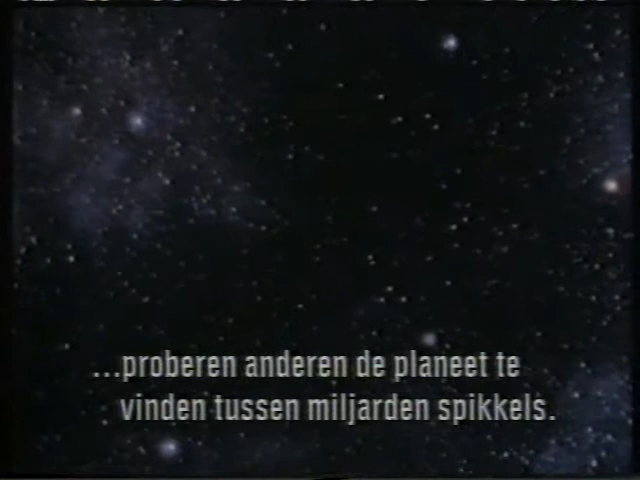 ...proberen anderen de planeet te
vinden tussen miljarden spikkels.